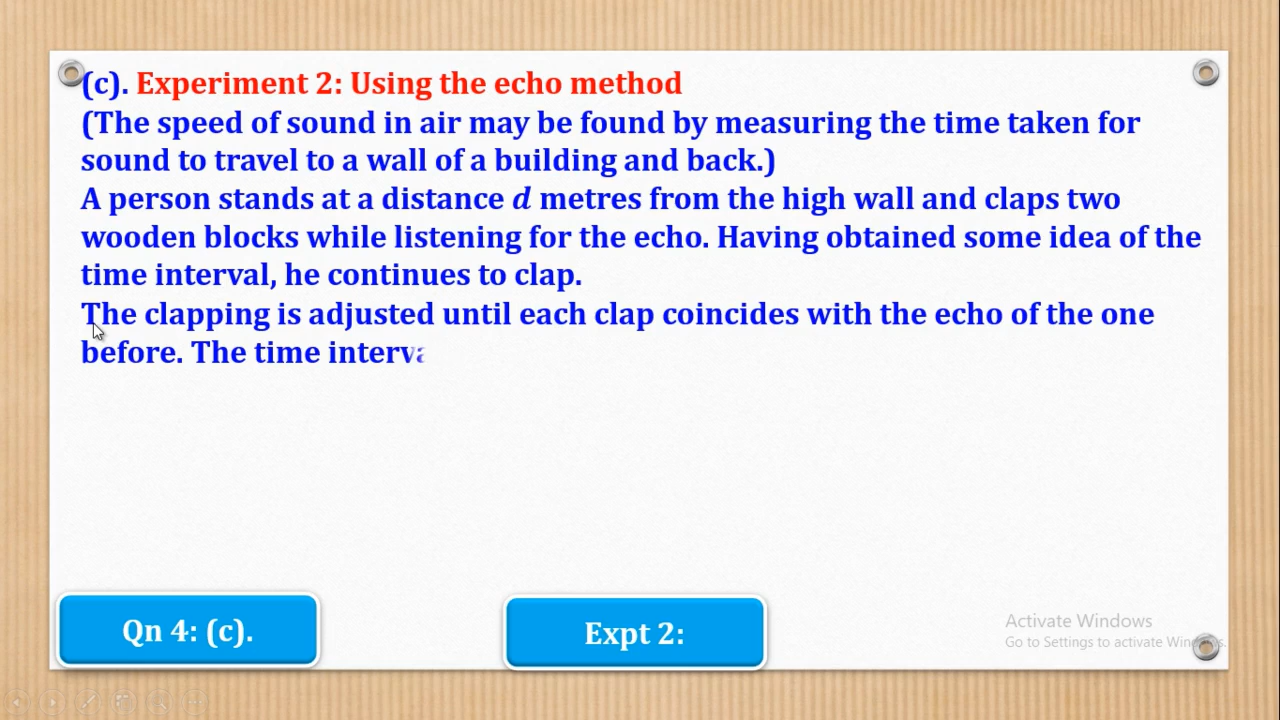 (c). Experiment 2: Using the echo method
(The speed of sound in air may be found by measuring the time taken for
sound to travel to a wall of a building and back.)
A person stands at a distance d metres from the high wall and claps two
wooden blocks while listening for the echo. Having obtained some idea of the
time interval, he continues to clap.
The clapping is adjusted until each clap coincides with the echo of the one
before. The time interva
Qn 4: (c).
Expt 2:
Activate Windows
Go to Settings to activate Windows.